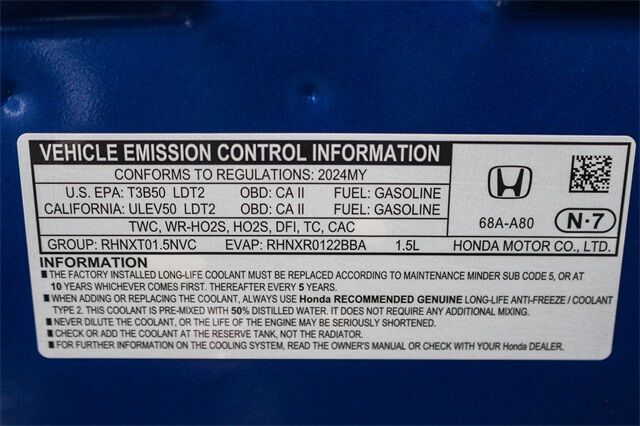 VEHICLE EMISSION CONTROL INFORMATION
CONFORMS TO REGULATIONS: 2024MY
U.S. EPA: T3B50 LDT2 OBD: CA II FUEL: GASOLINE
CALIFORNIA: ULEV50 LDT2 OBD: CA II FUEL: GASOLINE
TWC, WR-HO2S, HO2S, DFI, TC, CAC
68A-A80 N-7
GROUP: RHNXT01.5NVC EVAP: RHNXR0122BBA 1.5L HONDA MOTOR CO., LTD.
INFORMATION
■ THE FACTORY INSTALLED LONG-LIFE COOLANT MUST BE REPLACED ACCORDING TO MAINTENANCE MINDER SUB CODE 5, OR AT
10 YEARS WHICHEVER COMES FIRST. THEREAFTER EVERY 5 YEARS.
■ WHEN ADDING OR REPLACING THE COOLANT, ALWAYS USE Honda RECOMMENDED GENUINE LONG-LIFE ANTI-FREEZE / COOLANT
TYPE 2. THIS COOLANT IS PRE-MIXED WITH 50% DISTILLED WATER. IT DOES NOT REQUIRE ANY ADDITIONAL MIXING.
■ NEVER DILUTE THE COOLANT, OR THE LIFE OF THE ENGINE MAY BE SERIOUSLY SHORTENED.
■ CHECK OR ADD THE COOLANT AT THE RESERVE TANK, NOT THE RADIATOR.
■ FOR FURTHER INFORMATION ON THE COOLING SYSTEM, READ THE OWNER'S MANUAL OR CHECK WITH YOUR Honda DEALER.